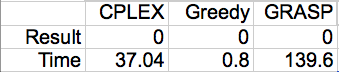 CPLEX Greedy GRASP
Result 0 0 0
Time 37.04 0.8 139.6